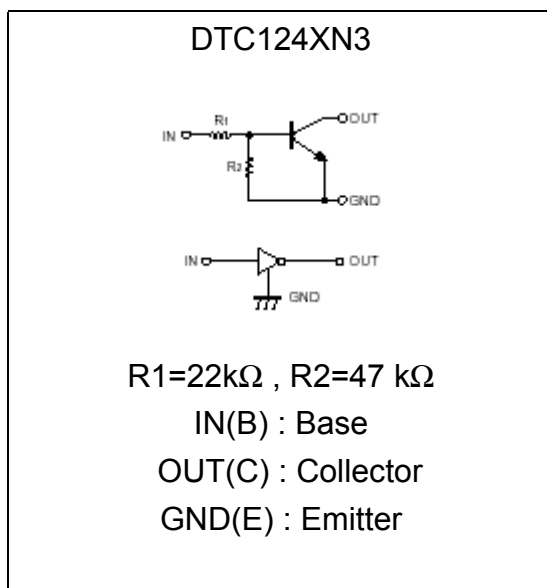 DTC124XN3
R1
OUT
IN
R2
GND
IN
OUT
GND
R1=22kΩ , R2=47 kΩ
IN(B) : Base
OUT(C) : Collector
GND(E) : Emitter